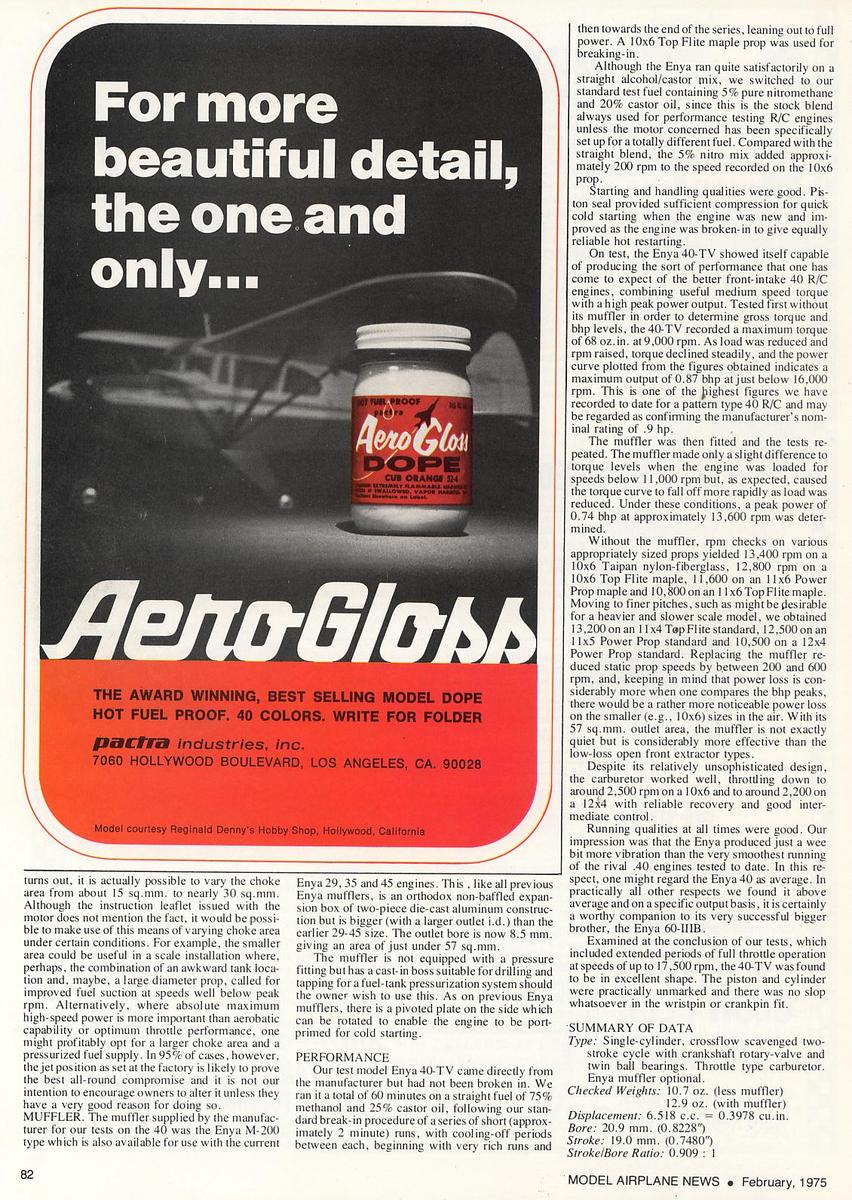 For more
beautiful detail,
the one and
only...
HOT FUEL PROOF
pactra
AeroGloss
DOPE
CUB ORANGE 52-4
AeroGloss
THE AWARD WINNING, BEST SELLING MODEL DOPE
HOT FUEL PROOF. 40 COLORS. WRITE FOR FOLDER
pactra industries, inc.
7060 HOLLYWOOD BOULEVARD, LOS ANGELES, CA. 90028
Model courtesy Reginald Denny's Hobby Shop, Hollywood, California
turns out, it is actually possible to vary the choke
area from about 15 sq.mm. to nearly 30 sq.mm.
Although the instruction leaflet issued with the
motor does not mention the fact, it would be possi-
ble to make use of this means of varying choke area
under certain conditions. For example, the smaller
area could be useful in a scale installation where,
perhaps, the combination of an awkward tank loca-
tion and, maybe, a large diameter prop, called for
improved fuel suction at speeds well below peak
rpm. Alternatively, where absolute maximum
high-speed power is more important than aerobatic
capability or optimum throttle performance, one
might profitably opt for a larger choke area and a
pressurized fuel supply. In 95% of cases, however,
the jet position as set at the factory is likely to prove
the best all-round compromise and it is not our
intention to encourage owners to alter it unless they
have a very good reason for doing so.
MUFFLER. The muffler supplied by the manufac-
turer for our tests on the 40 was the Enya M-200
type which is also available for use with the current
Enya 29, 35 and 45 engines. This, like all previous
Enya mufflers, is an orthodox non-baffled expan-
sion box of two-piece die-cast aluminum construc-
tion but is bigger (with a larger outlet i.d.) than the
earlier 29-45 size. The outlet bore is now 8.5 mm.
giving an area of just under 57 sq.mm.
The muffler is not equipped with a pressure
fitting but has a cast-in boss suitable for drilling and
tapping for a fuel-tank pressurization system should
the owner wish to use this. As on previous Enya
mufflers, there is a pivoted plate on the side which
can be rotated to enable the engine to be port-
primed for cold starting.
PERFORMANCE
Our test model Enya 40-TV came directly from
the manufacturer but had not been broken in. We
ran it a total of 60 minutes on a straight fuel of 75%
methanol and 25% castor oil, following our stan-
dard break-in procedure of a series of short (approx-
imately 2 minute) runs, with cooling-off periods
between each, beginning with very rich runs and
then towards the end of the series, leaning out to full
power. A 10x6 Top Flite maple prop was used for
breaking-in.
Although the Enya ran quite satisfactorily on a
straight alcohol/castor mix, we switched to our
standard test fuel containing 5% pure nitromethane
and 20% castor oil, since this is the stock blend
always used for performance testing R/C engines
unless the motor concerned has been specifically
set up for a totally different fuel. Compared with the
straight blend, the 5% nitro mix added approxi-
mately 200 rpm to the speed recorded on the 10x6
prop.
Starting and handling qualities were good. Pis-
ton seal provided sufficient compression for quick
cold starting when the engine was new and im-
proved as the engine was broken-in to give equally
reliable hot restarting.
On test, the Enya 40-TV showed itself capable
of producing the sort of performance that one has
come to expect of the better front-intake 40 R/C
engines, combining useful medium speed torque
with a high peak power output. Tested first without
its muffler in order to determine gross torque and
bhp levels, the 40-TV recorded a maximum torque
of 68 oz.in. at 9,000 rpm. As load was reduced and
rpm raised, torque declined steadily, and the power
curve plotted from the figures obtained indicates a
maximum output of 0.87 bhp at just below 16,000
rpm. This is one of the highest figures we have
recorded to date for a pattern type 40 R/C and may
be regarded as confirming the manufacturer's nom-
inal rating of .9 hp.
The muffler was then fitted and the tests re-
peated. The muffler made only a slight difference to
torque levels when the engine was loaded for
speeds below 11,000 rpm but, as expected, caused
the torque curve to fall off more rapidly as load was
reduced. Under these conditions, a peak power of
0.74 bhp at approximately 13,600 rpm was deter-
mined.
Without the muffler, rpm checks on various
appropriately sized props yielded 13,400 rpm on a
10x6 Taipan nylon-fiberglass, 12,800 rpm on a
10x6 Top Flite maple, 11,600 on an 11x6 Power
Prop maple and 10,800 on an 11x6 Top Flite maple.
Moving to finer pitches, such as might be desirable
for a heavier and slower scale model, we obtained
13,200 on an 11x4 Top Flite standard, 12,500 on an
11x5 Power Prop standard and 10,500 on a 12x4
Power Prop standard. Replacing the muffler re-
duced static prop speeds by between 200 and 600
rpm, and, keeping in mind that power loss is con-
siderably more when one compares the bhp peaks,
there would be a rather more noticeable power loss
on the smaller (e.g., 10x6) sizes in the air. With its
57 sq.mm. outlet area, the muffler is not exactly
quiet but is considerably more effective than the
low-loss open front extractor types.
Despite its relatively unsophisticated design,
the carburetor worked well, throttling down to
around 2,500 rpm on a 10x6 and to around 2,200 on
a 12x4 with reliable recovery and good inter-
mediate control.
Running qualities at all times were good. Our
impression was that the Enya produced just a wee
bit more vibration than the very smoothest running
of the rival .40 engines tested to date. In this re-
spect, one might regard the Enya 40 as average. In
practically all other respects we found it above
average and on a specific output basis, it is certainly
a worthy companion to its very successful bigger
brother, the Enya 60-IIIB.
Examined at the conclusion of our tests, which
included extended periods of full throttle operation
at speeds of up to 17,500 rpm, the 40-TV was found
to be in excellent shape. The piston and cylinder
were practically unmarked and there was no slop
whatsoever in the wristpin or crankpin fit.
SUMMARY OF DATA
Type: Single-cylinder, crossflow scavenged two-
stroke cycle with crankshaft rotary-valve and
twin ball bearings. Throttle type carburetor.
Enya muffler optional.
Checked Weights: 10.7 oz. (less muffler)
12.9 oz. (with muffler)
Displacement: 6.518 c.c. = 0.3978 cu.in.
Bore: 20.9 mm. (0.8228")
Stroke: 19.0 mm. (0.7480")
Stroke/Bore Ratio: 0.909 : 1
82
MODEL AIRPLANE NEWS • February, 1975